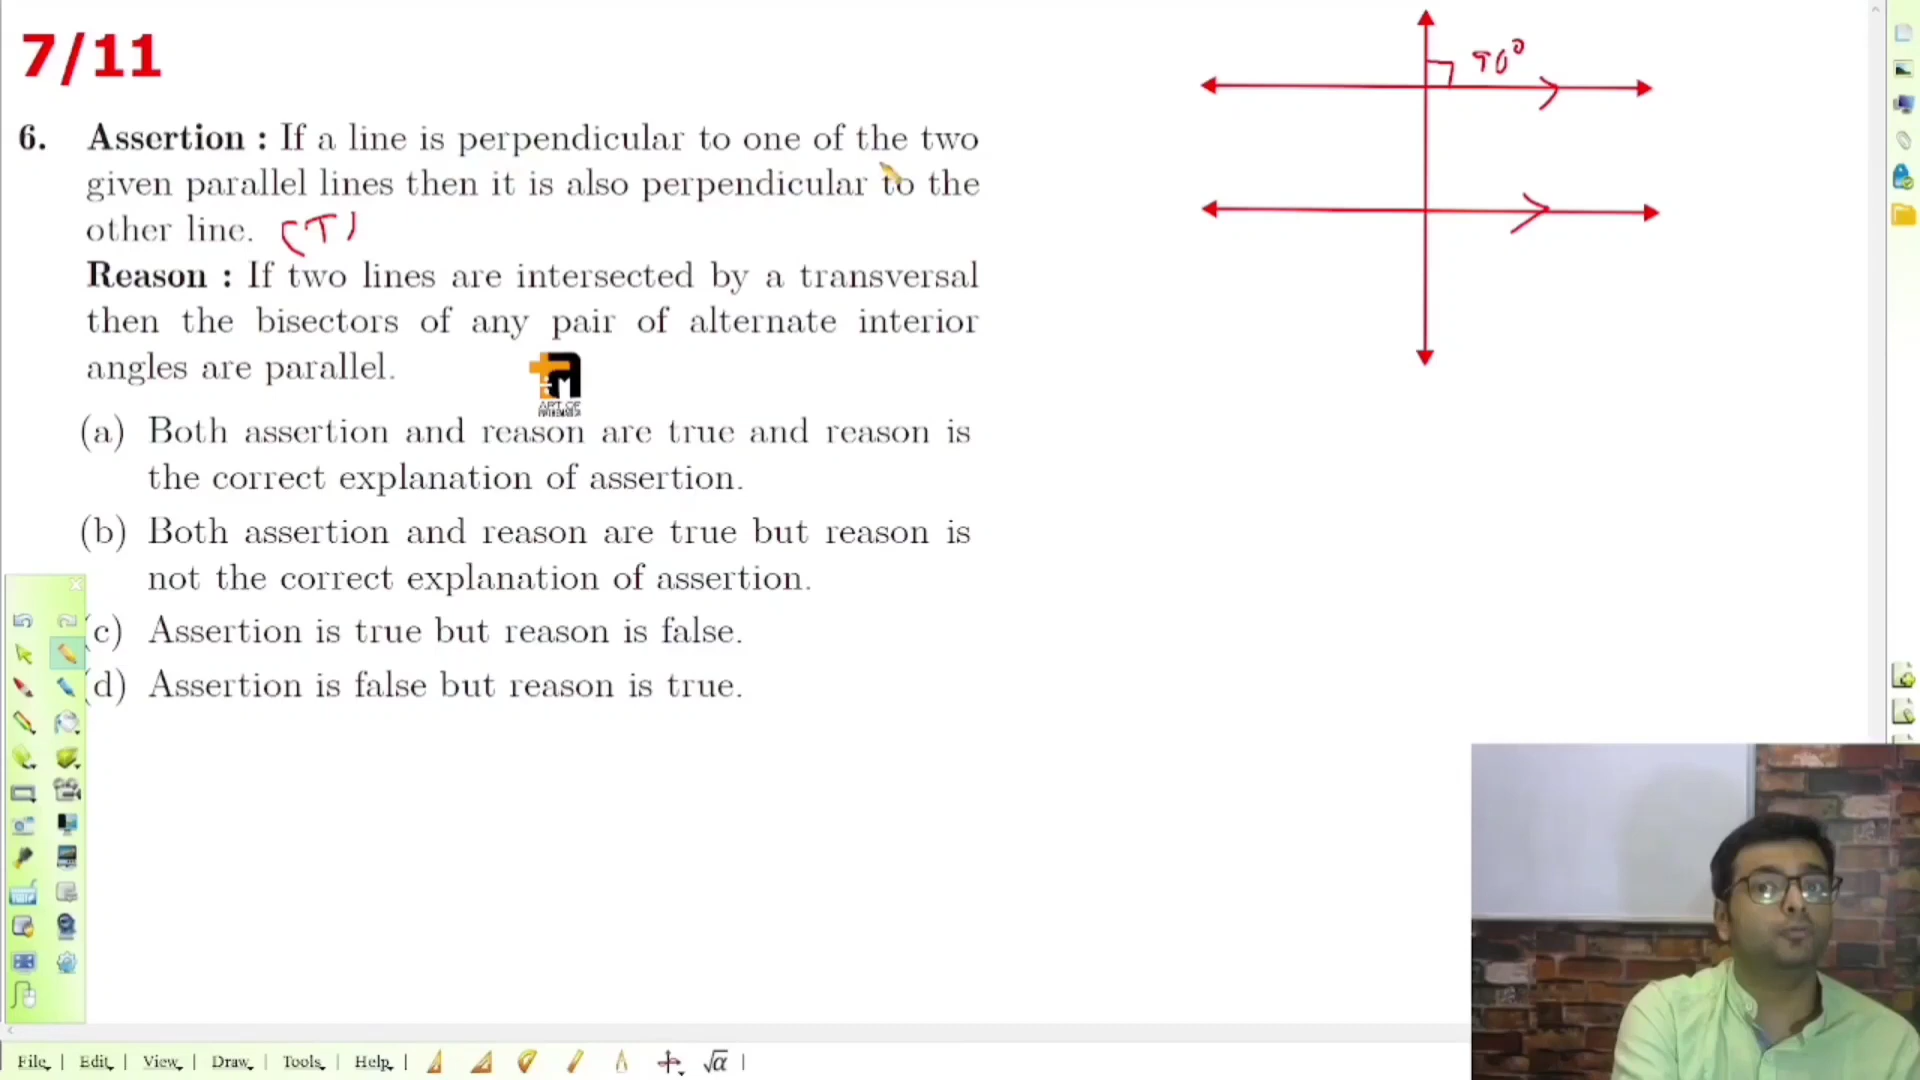 7/11
90°
6. Assertion : If a line is perpendicular to one of the two
given parallel lines then it is also perpendicular to the
other line. (T)
Reason : If two lines are intersected by a transversal
then the bisectors of any pair of alternate interior
angles are parallel.
ART OF
MATHEMATICS
(a) Both assertion and reason are true and reason is
the correct explanation of assertion.
(b) Both assertion and reason are true but reason is
not the correct explanation of assertion.
(c) Assertion is true but reason is false.
(d) Assertion is false but reason is true.
File | Edit | View | Draw | Tools | Help | √α |